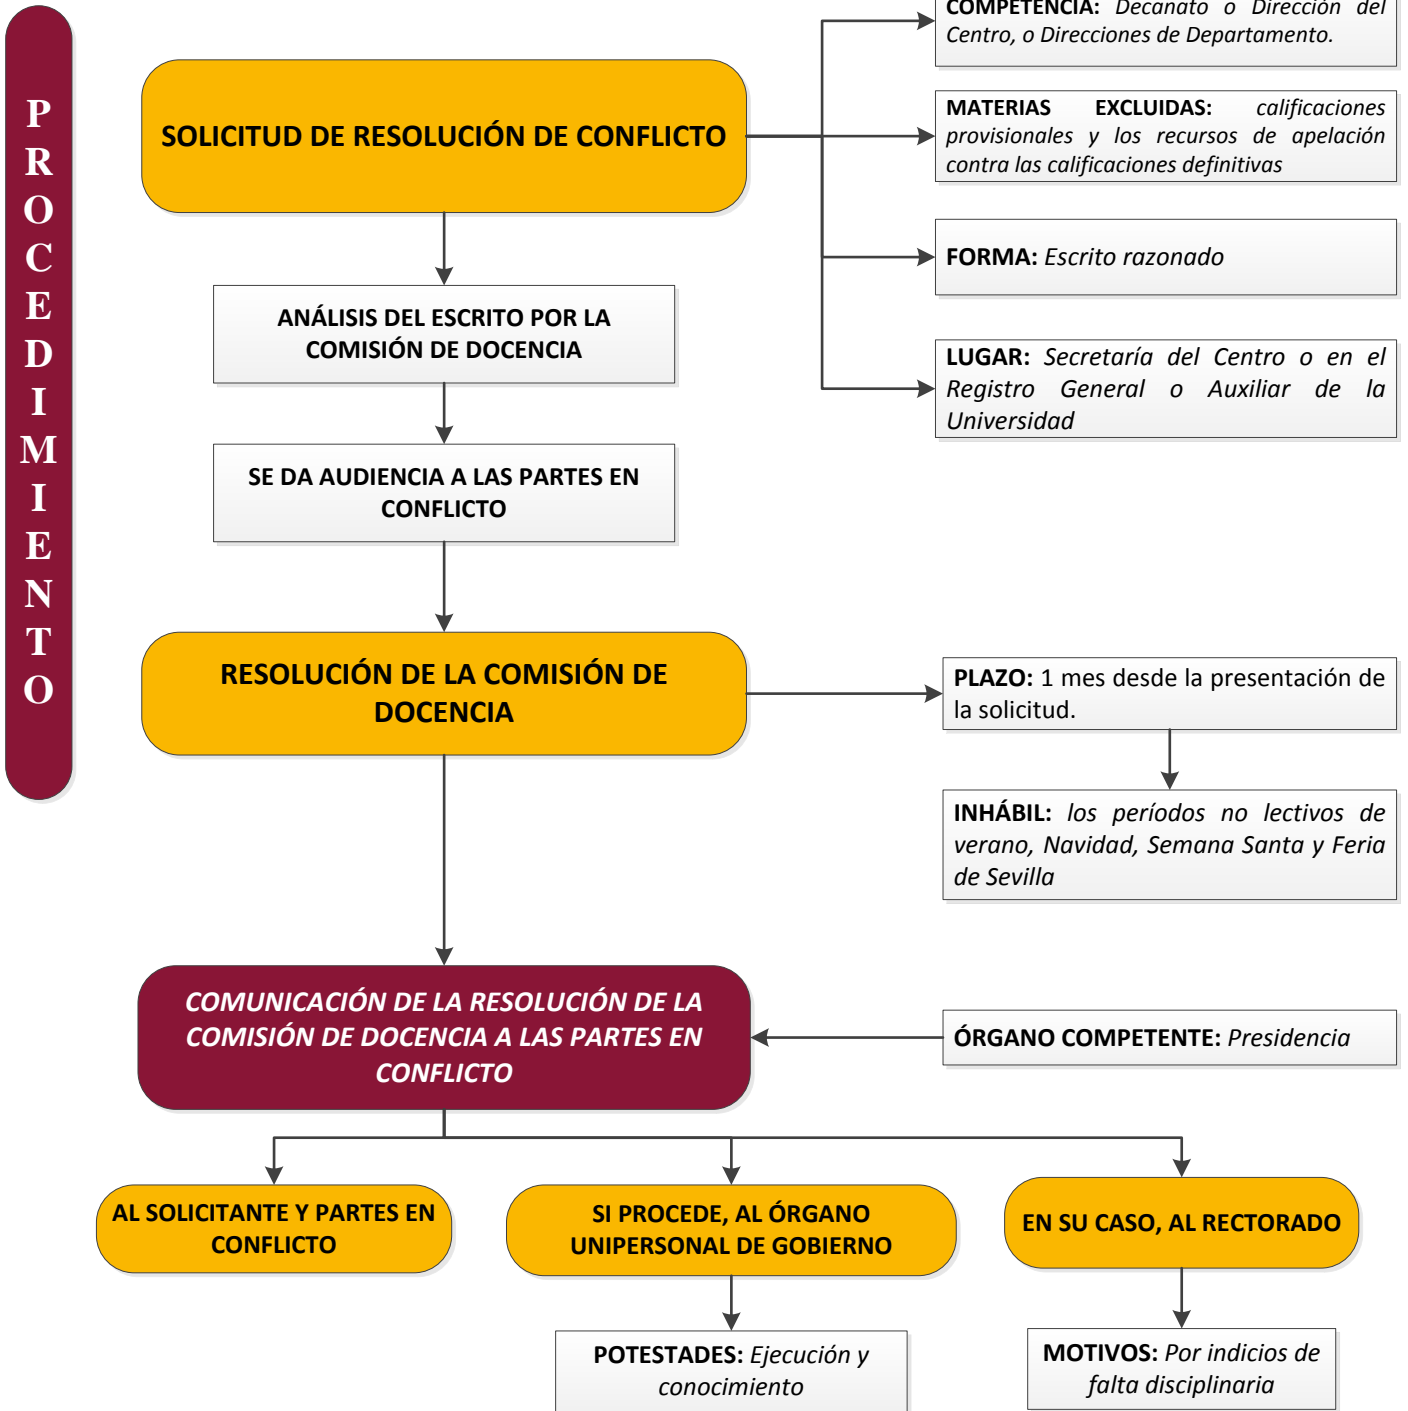 PROCEDIMIENTO
COMPETENCIA: Decanato o Dirección del
Centro, o Direcciones de Departamento.
SOLICITUD DE RESOLUCIÓN DE CONFLICTO
MATERIAS EXCLUIDAS: calificaciones
provisionales y los recursos de apelación
contra las calificaciones definitivas
FORMA: Escrito razonado
LUGAR: Secretaría del Centro o en el
Registro General o Auxiliar de la
Universidad
ANÁLISIS DEL ESCRITO POR LA
COMISIÓN DE DOCENCIA
SE DA AUDIENCIA A LAS PARTES EN
CONFLICTO
RESOLUCIÓN DE LA COMISIÓN DE
DOCENCIA
PLAZO: 1 mes desde la presentación de
la solicitud.
INHÁBIL: los períodos no lectivos de
verano, Navidad, Semana Santa y Feria
de Sevilla
COMUNICACIÓN DE LA RESOLUCIÓN DE LA
COMISIÓN DE DOCENCIA A LAS PARTES EN
CONFLICTO
ÓRGANO COMPETENTE: Presidencia
AL SOLICITANTE Y PARTES EN
CONFLICTO
SI PROCEDE, AL ÓRGANO
UNIPERSONAL DE GOBIERNO
EN SU CASO, AL RECTORADO
POTESTADES: Ejecución y
conocimiento
MOTIVOS: Por indicios de
falta disciplinaria